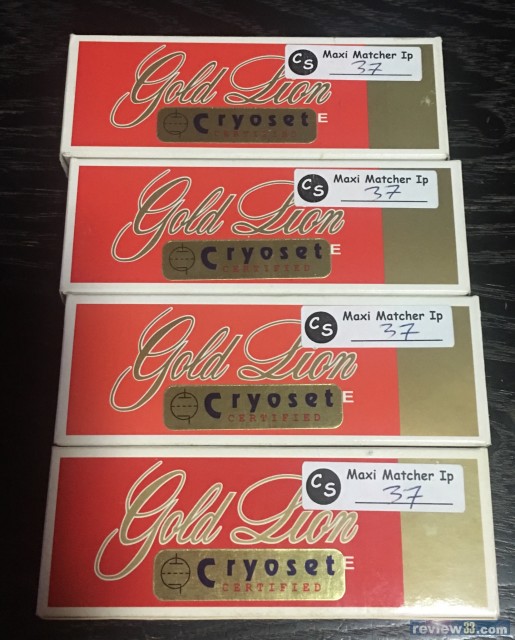 Gold Lion
CS Maxi Matcher Ip
37
Cryoset
E
CERTIFIED
Gold Lion
CS Maxi Matcher Ip
37
Cryoset
E
CERTIFIED
Gold Lion
CS Maxi Matcher Ip
37
Cryoset
E
CERTIFIED
Gold Lion
CS Maxi Matcher Ip
37
Cryoset
E
CERTIFIED
review33.com